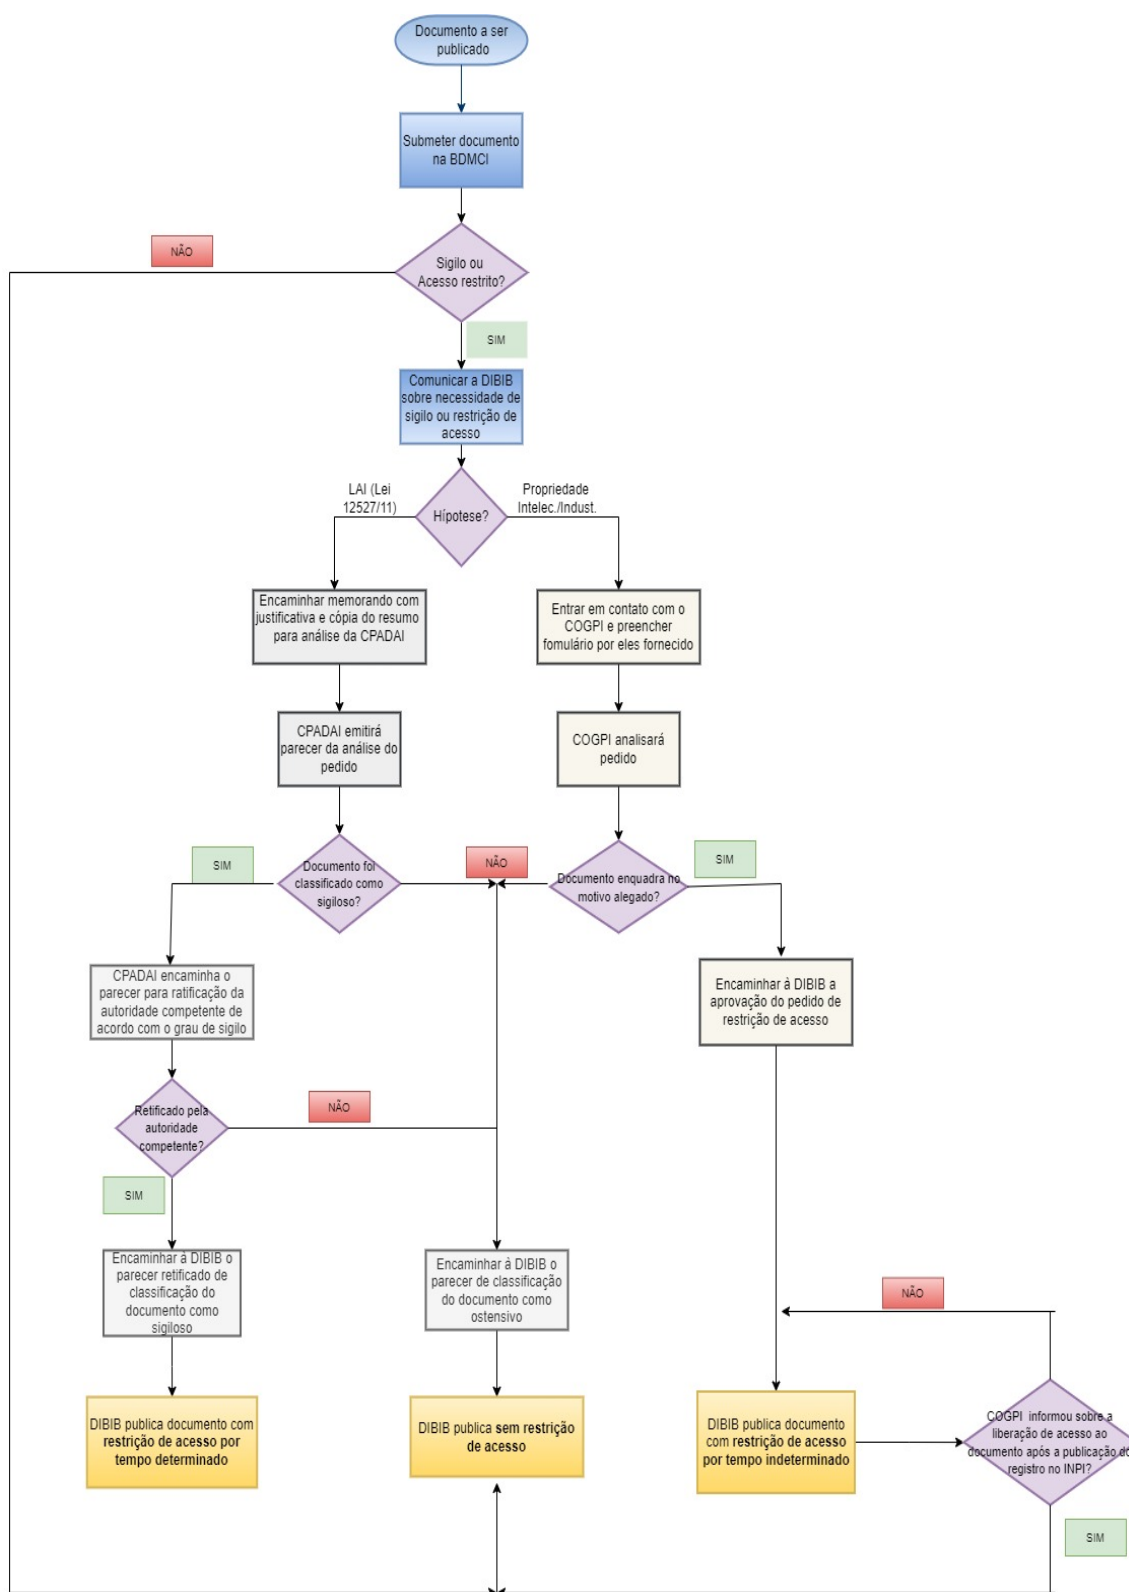 Documento a ser
publicado
Submeter documento
na BDMCI
NÃO
Sigilo ou
Acesso restrito?
SIM
Comunicar a DIBIB
sobre necessidade de
sigilo ou restrição de
acesso
LAI (Lei
12527/11)
Hípotese?
Propriedade
Intelec./Indust.
Encaminhar memorando com
justificativa e cópia do resumo
para análise da CPADAI
Entrar em contato com o
COGPI e preencher
fomulário por eles fornecido
CPADAI emitirá
parecer da análise do
pedido
COGPI analisará
pedido
SIM
Documento foi
classificado como
sigiloso?
NÃO
Documento enquadra no
motivo alegado?
SIM
CPADAI encaminha o
parecer para ratificação da
autoridade competente de
acordo com o grau de sigilo
Encaminhar à DIBIB a
aprovação do pedido de
restrição de acesso
Retificado pela
autoridade
competente?
NÃO
SIM
Encaminhar à DIBIB o
parecer retificado de
classificação do
documento como
sigiloso
Encaminhar à DIBIB o
parecer de classificação
do documento como
ostensivo
NÃO
DIBIB publica documento com
restrição de acesso por
tempo determinado
DIBIB publica sem restrição
de acesso
DIBIB publica documento
com restrição de acesso
por tempo indeterminado
COGPI informou sobre a
liberação de acesso ao
documento após a publicação do
registro no INPI?
SIM